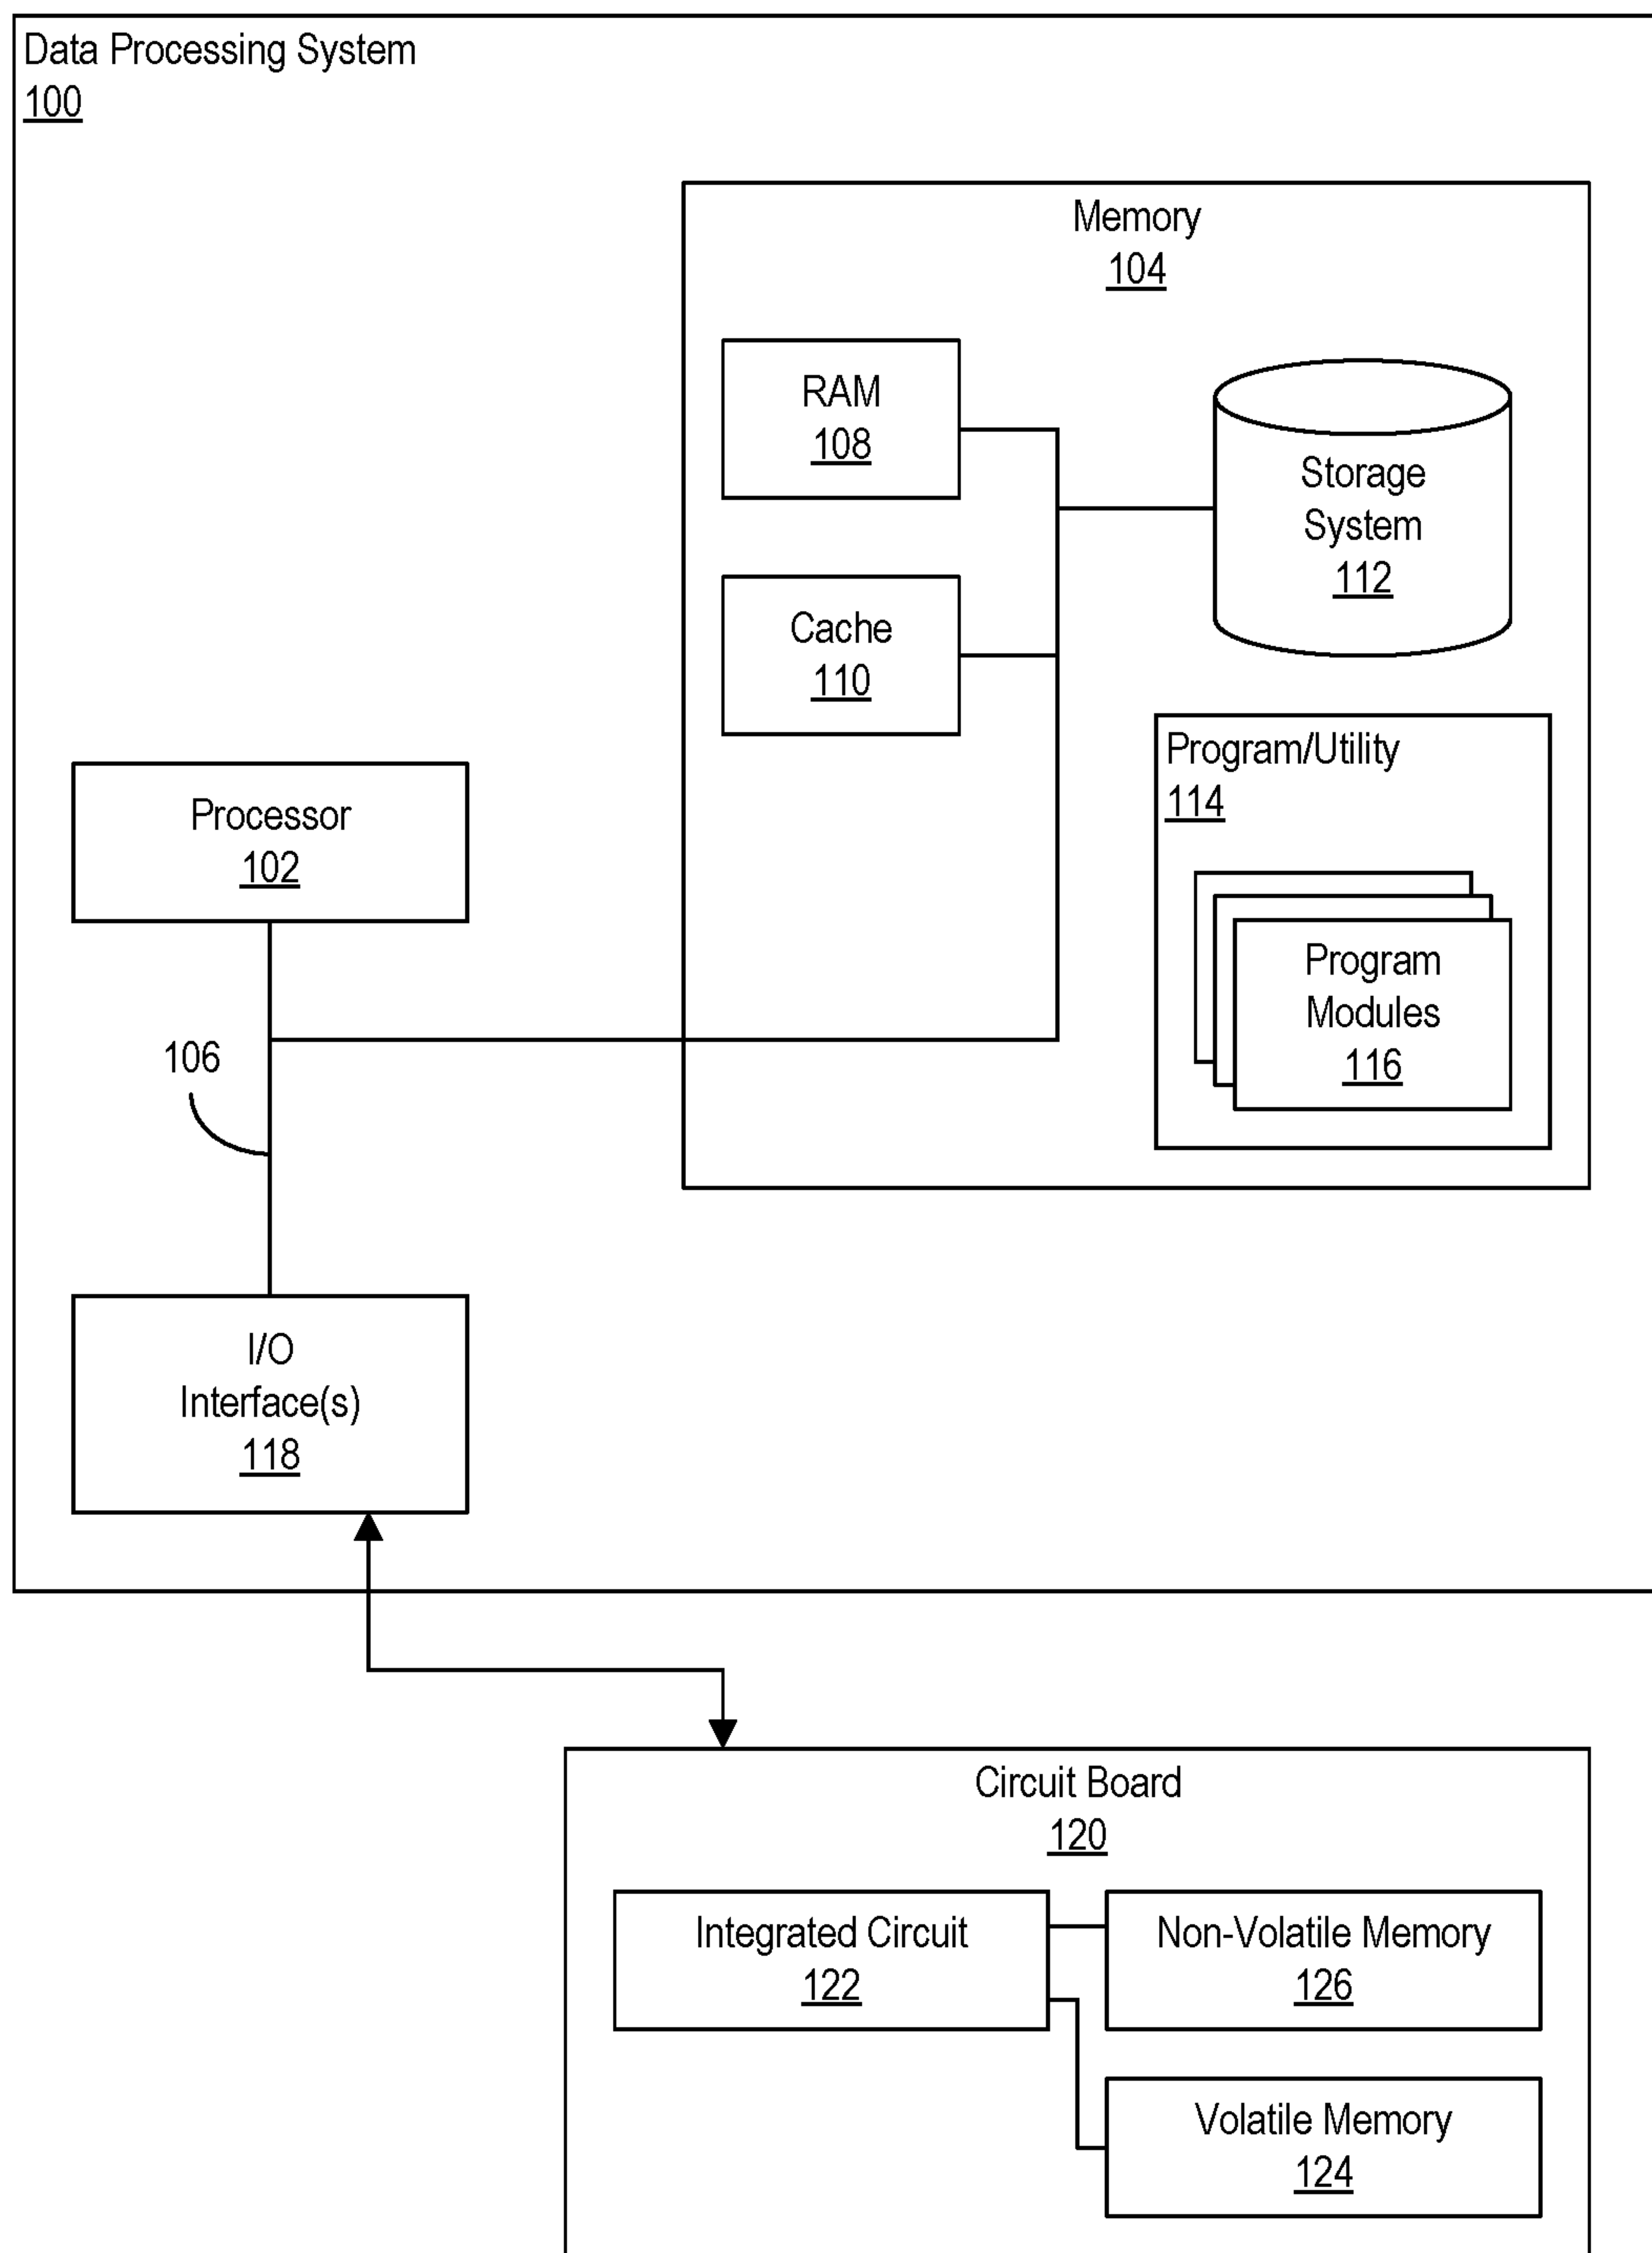 Data Processing System
100
Memory
104
RAM
108
Storage
System
112
Cache
110
Program/Utility
114
Processor
102
Program
Modules
116
106
I/O
Interface(s)
118
Circuit Board
120
Integrated Circuit
122
Non-Volatile Memory
126
Volatile Memory
124